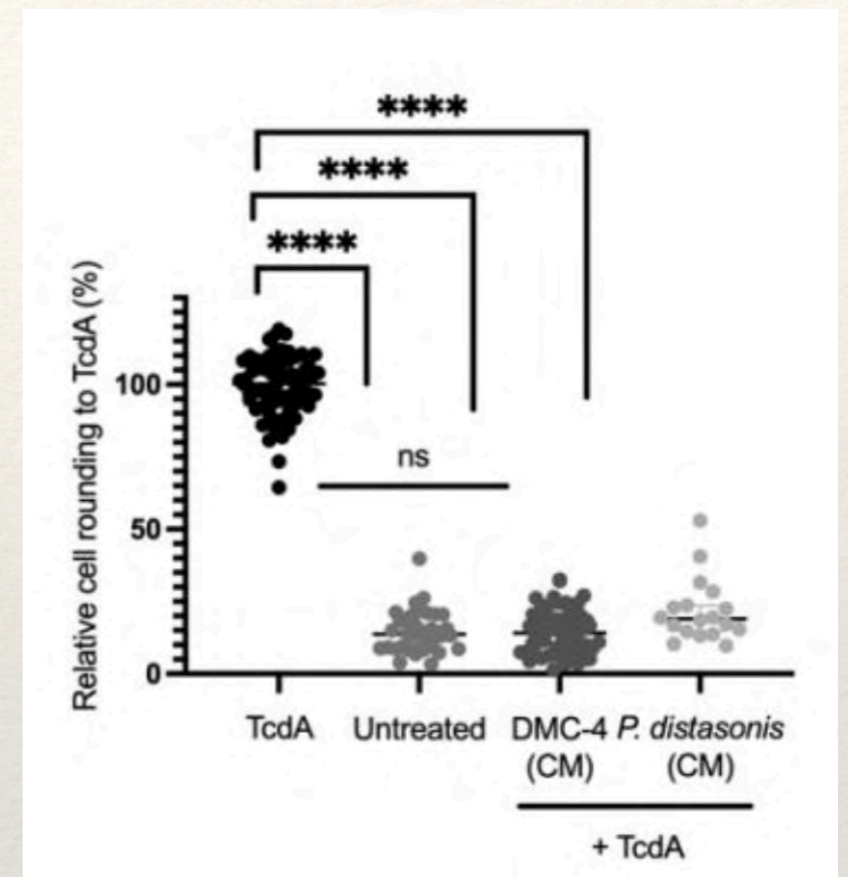 ****
****
****
Relative cell rounding to TcdA (%)
100
ns
50
0
TcdA Untreated DMC-4 P. distasonis
(CM) (CM)
+ TcdA